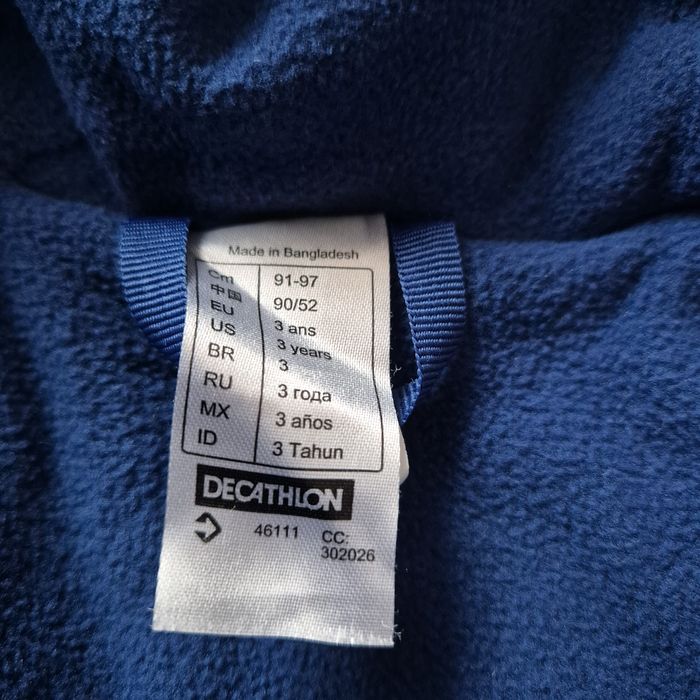 Made in Bangladesh
cm 91-97
中国 90/52
EU 3 ans
US 3 years
BR 3
RU 3 года
MX 3 años
ID 3 Tahun
DECATHLON
46111 CC:
302026